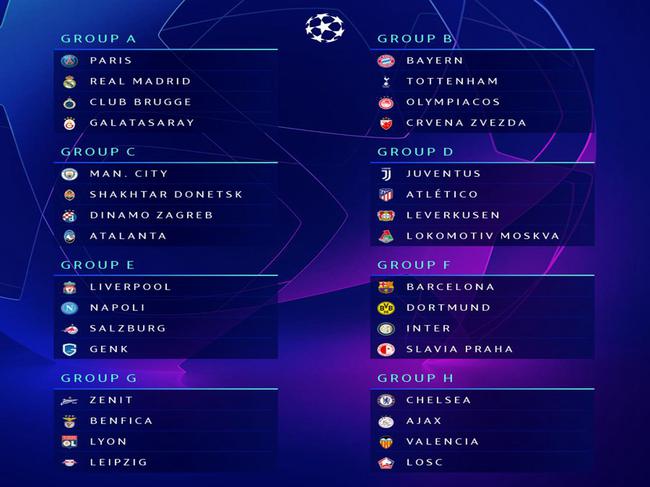 GROUP A
PARIS
REAL MADRID
CLUB BRUGGE
GALATASARAY
GROUP B
BAYERN
TOTTENHAM
OLYMPIACOS
CRVENA ZVEZDA
GROUP C
MAN. CITY
SHAKHTAR DONETSK
DINAMO ZAGREB
ATALANTA
GROUP D
JUVENTUS
ATLÉTICO
LEVERKUSEN
LOKOMOTIV MOSKVA
GROUP E
LIVERPOOL
NAPOLI
SALZBURG
GENK
GROUP F
BARCELONA
DORTMUND
INTER
SLAVIA PRAHA
GROUP G
ZENIT
BENFICA
LYON
LEIPZIG
GROUP H
CHELSEA
AJAX
VALENCIA
LOSC